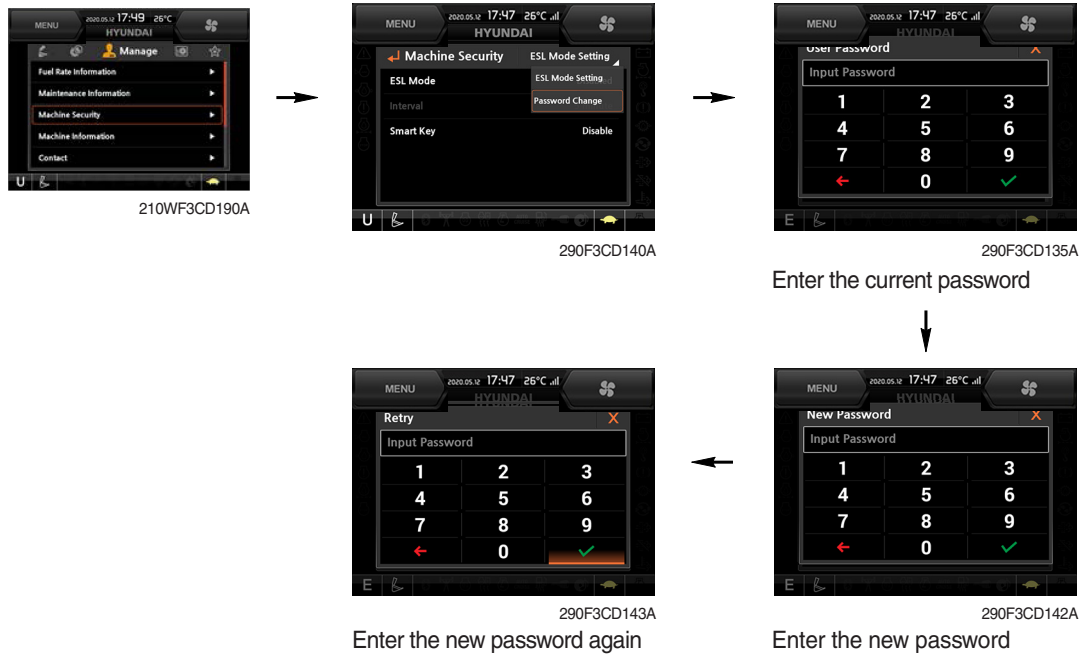 MENU
2020.05.12 17:49 26°C
HYUNDAI
Manage
Fuel Rate Information
Maintenance Information
Machine Security
Machine Information
Contact
U
210WF3CD190A
MENU
2020.05.12 17:47 26°C
HYUNDAI
Machine Security ESL Mode Setting
ESL Mode ESL Mode Setting
Interval Password Change
Smart Key Disable
U
290F3CD140A
MENU
2020.05.12 17:47 26°C
HYUNDAI
User Password X
Input Password
1 2 3
4 5 6
7 8 9
0
E
290F3CD135A
Enter the current password
MENU
2020.05.12 17:47 26°C
HYUNDAI
Retry X
Input Password
1 2 3
4 5 6
7 8 9
0
E
290F3CD143A
Enter the new password again
MENU
2020.05.12 17:47 26°C
HYUNDAI
New Password X
Input Password
1 2 3
4 5 6
7 8 9
0
E
290F3CD142A
Enter the new password